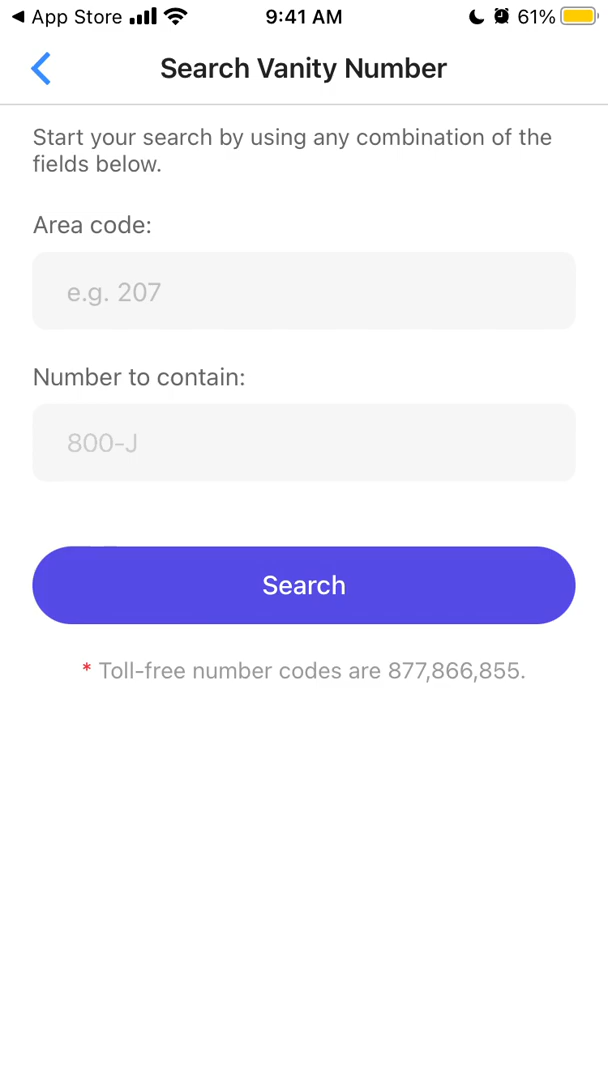 ◀ App Store 9:41 AM 61%
Search Vanity Number
Start your search by using any combination of the
fields below.
Area code:
e.g. 207
Number to contain:
800-J
Search
* Toll-free number codes are 877,866,855.